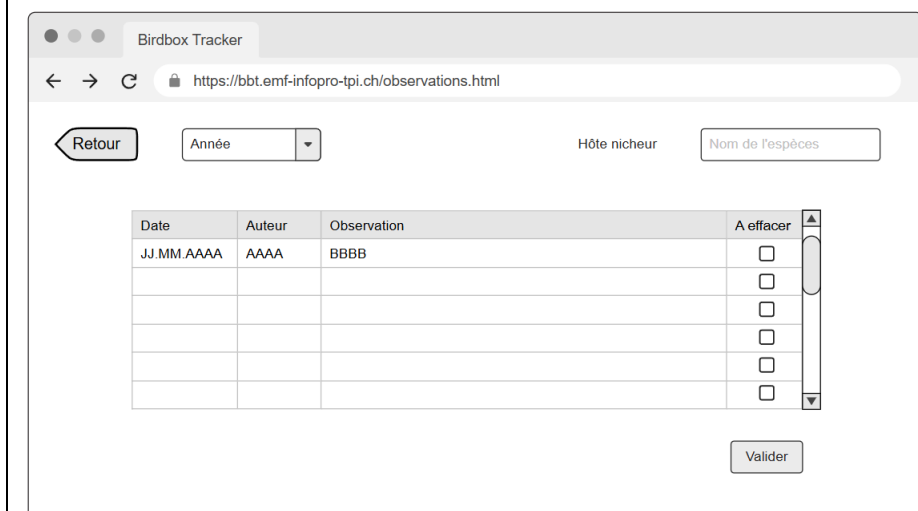 Birdbox Tracker
https://bbt.emf-infopro-tpi.ch/observations.html
Retour Année Hôte nicheur Nom de l'espèces
Date Auteur Observation A effacer
JJ.MM.AAAA AAAA BBBB
Valider